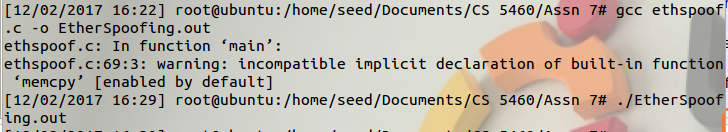 [12/02/2017 16:22] root@ubuntu:/home/seed/Documents/CS 5460/Assn 7# gcc ethspoof
.c -o EtherSpoofing.out
ethspoof.c: In function ‘main’:
ethspoof.c:69:3: warning: incompatible implicit declaration of built-in function
 ‘memcpy’ [enabled by default]
[12/02/2017 16:29] root@ubuntu:/home/seed/Documents/CS 5460/Assn 7# ./EtherSpoof
ing.out